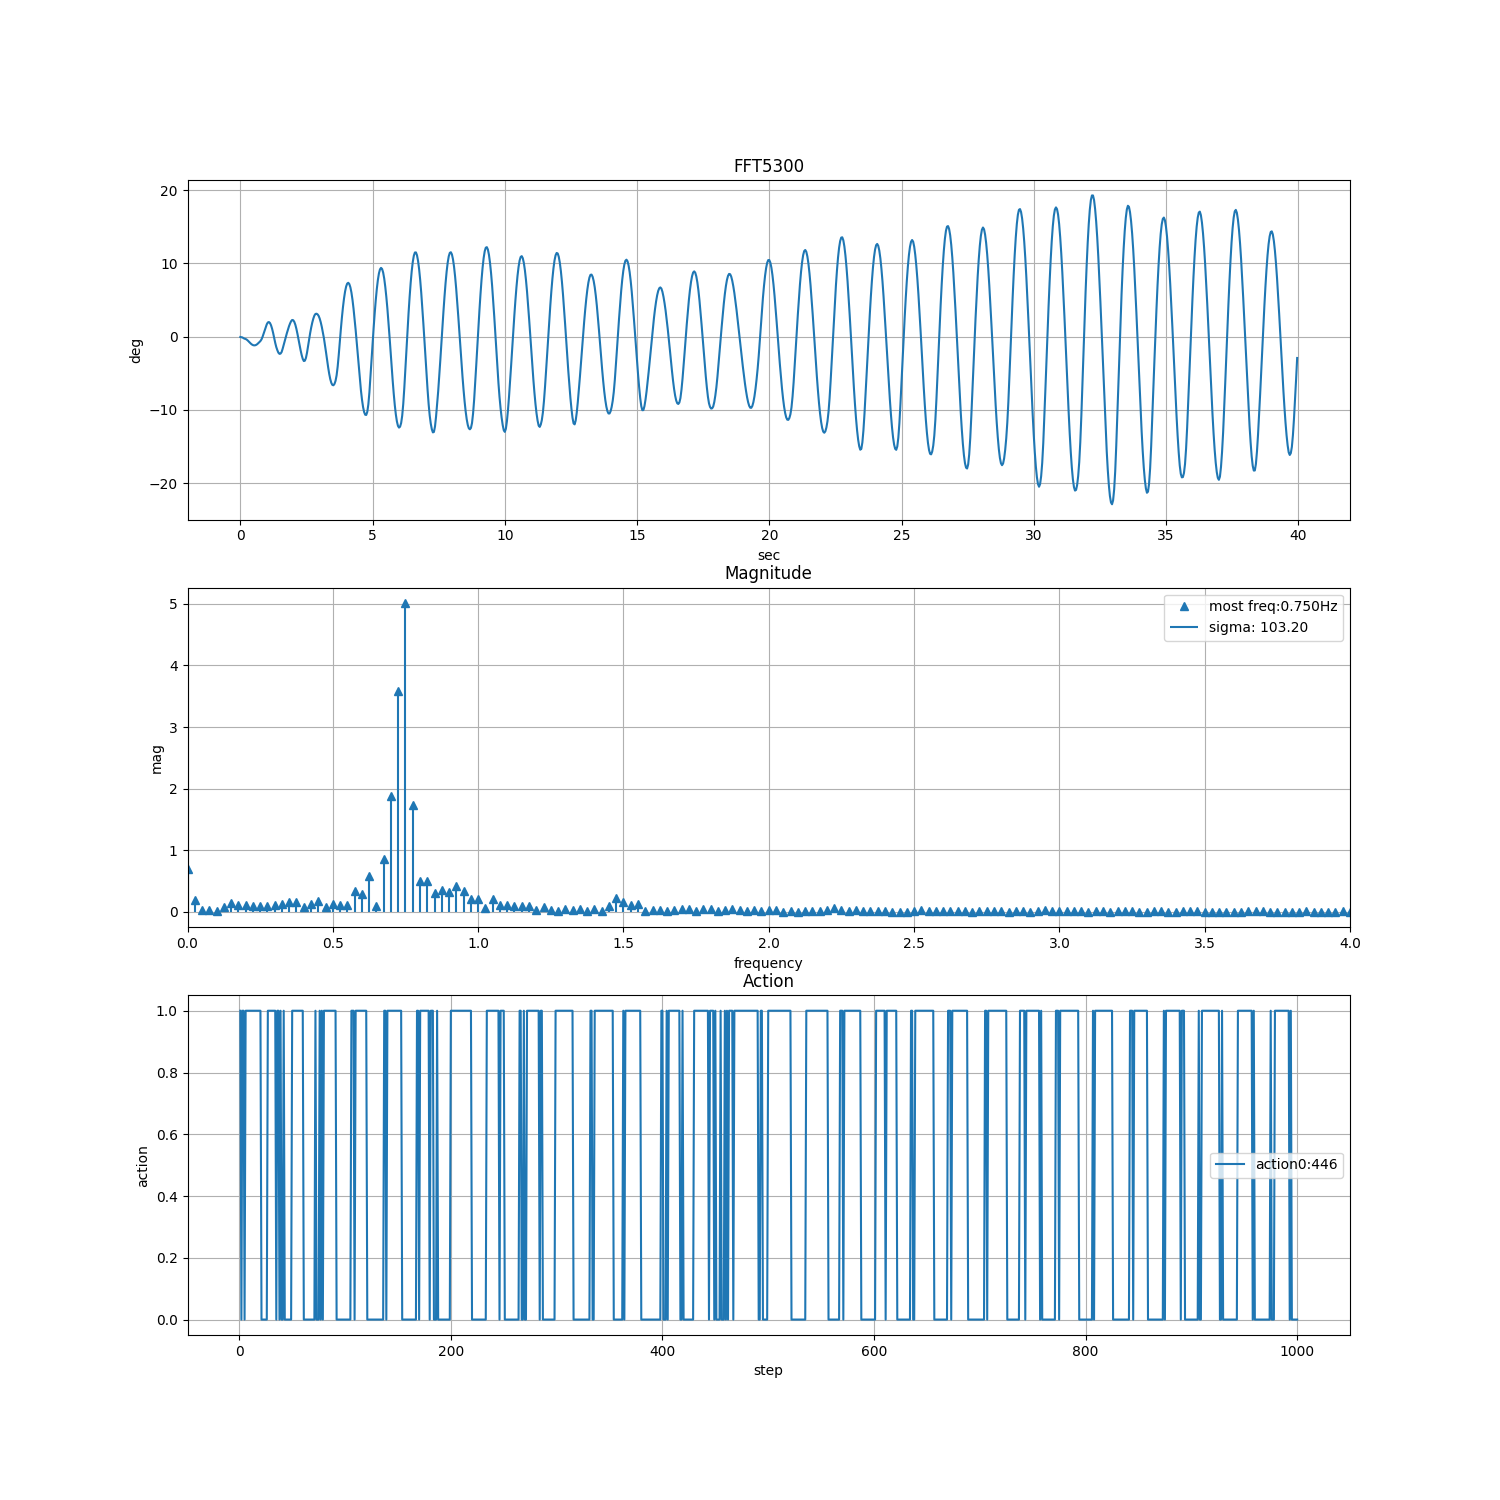 FFT5300
20
10
0
−10
−20
deg
0 5 10 15 20 25 30 35 40
sec
Magnitude
5
4
3
2
1
0
mag
most freq:0.750Hz
sigma: 103.20
0.0 0.5 1.0 1.5 2.0 2.5 3.0 3.5 4.0
frequency
Action
1.0
0.8
0.6
0.4
0.2
0.0
action
action0:446
0 200 400 600 800 1000
step